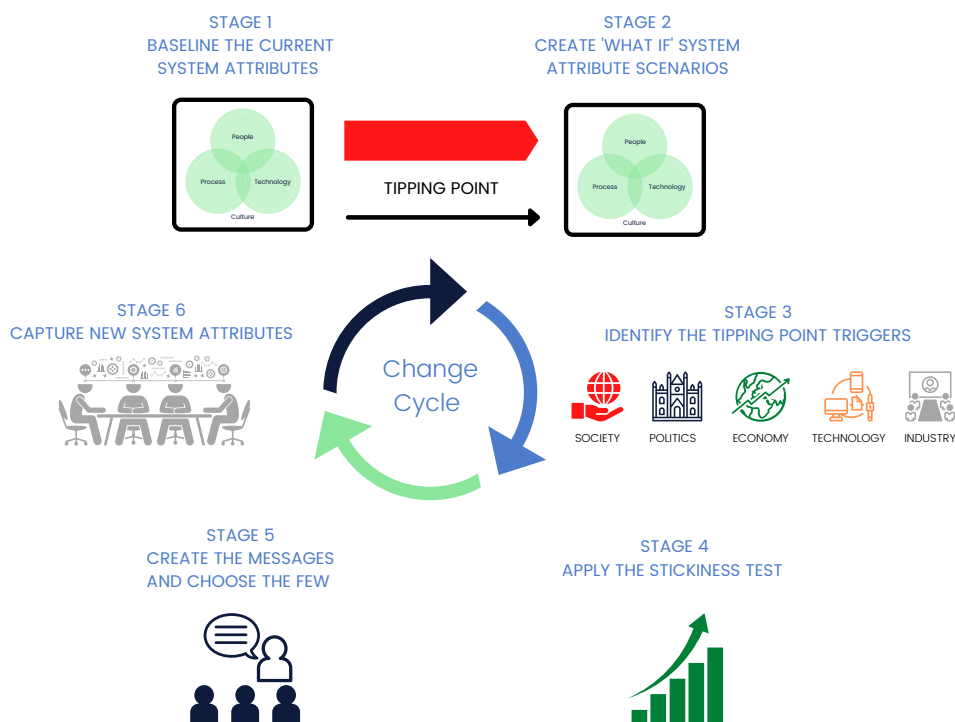 STAGE 1
BASELINE THE CURRENT
SYSTEM ATTRIBUTES
People
Process
Technology
Culture
TIPPING POINT
STAGE 2
CREATE 'WHAT IF' SYSTEM
ATTRIBUTE SCENARIOS
People
Process
Technology
Culture
STAGE 3
IDENTIFY THE TIPPING POINT TRIGGERS
SOCIETY
POLITICS
ECONOMY
TECHNOLOGY
INDUSTRY
STAGE 4
APPLY THE STICKINESS TEST
STAGE 5
CREATE THE MESSAGES
AND CHOOSE THE FEW
STAGE 6
CAPTURE NEW SYSTEM ATTRIBUTES
Change
Cycle